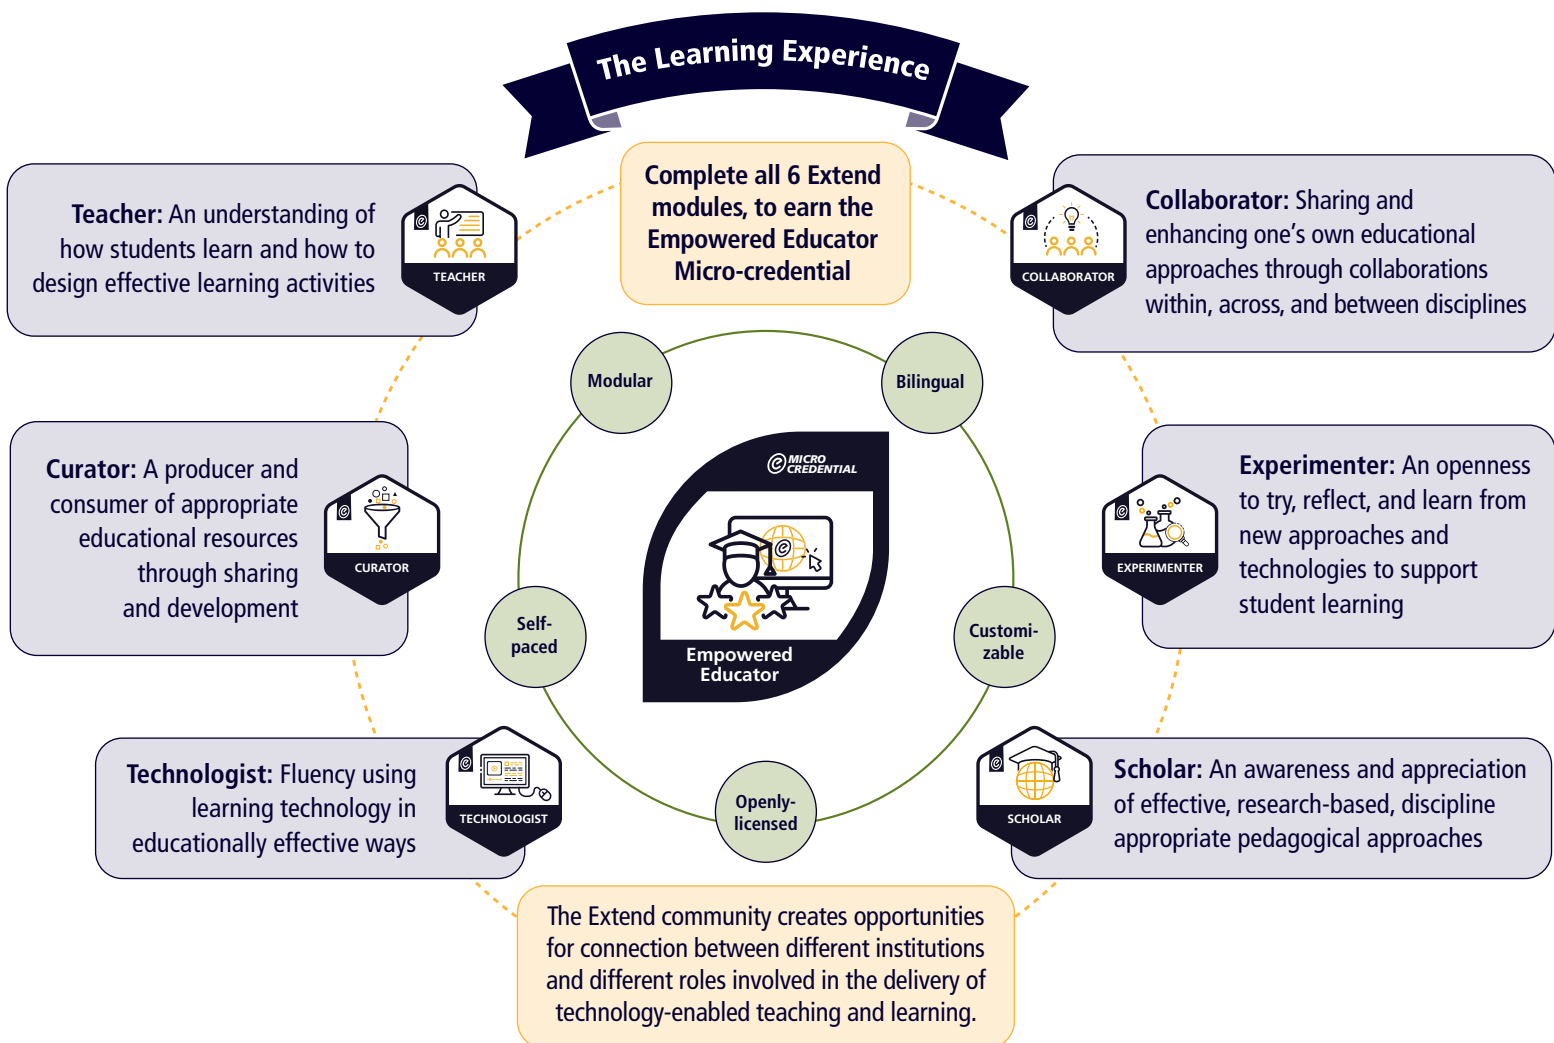 The Learning Experience
Complete all 6 Extend
modules, to earn the
Empowered Educator
Micro-credential
Teacher: An understanding of
how students learn and how to
design effective learning activities
TEACHER
COLLABORATOR
Collaborator: Sharing and
enhancing one’s own educational
approaches through collaborations
within, across, and between disciplines
Modular
Bilingual
Curator: A producer and
consumer of appropriate
educational resources
through sharing
and development
CURATOR
e MICRO
CREDENTIAL
Empowered
Educator
EXPERIMENTER
Experimenter: An openness
to try, reflect, and learn from
new approaches and
technologies to support
student learning
Self-
paced
Customi-
zable
Technologist: Fluency using
learning technology in
educationally effective ways
TECHNOLOGIST
Openly-
licensed
SCHOLAR
Scholar: An awareness and appreciation
of effective, research-based, discipline
appropriate pedagogical approaches
The Extend community creates opportunities
for connection between different institutions
and different roles involved in the delivery of
technology-enabled teaching and learning.